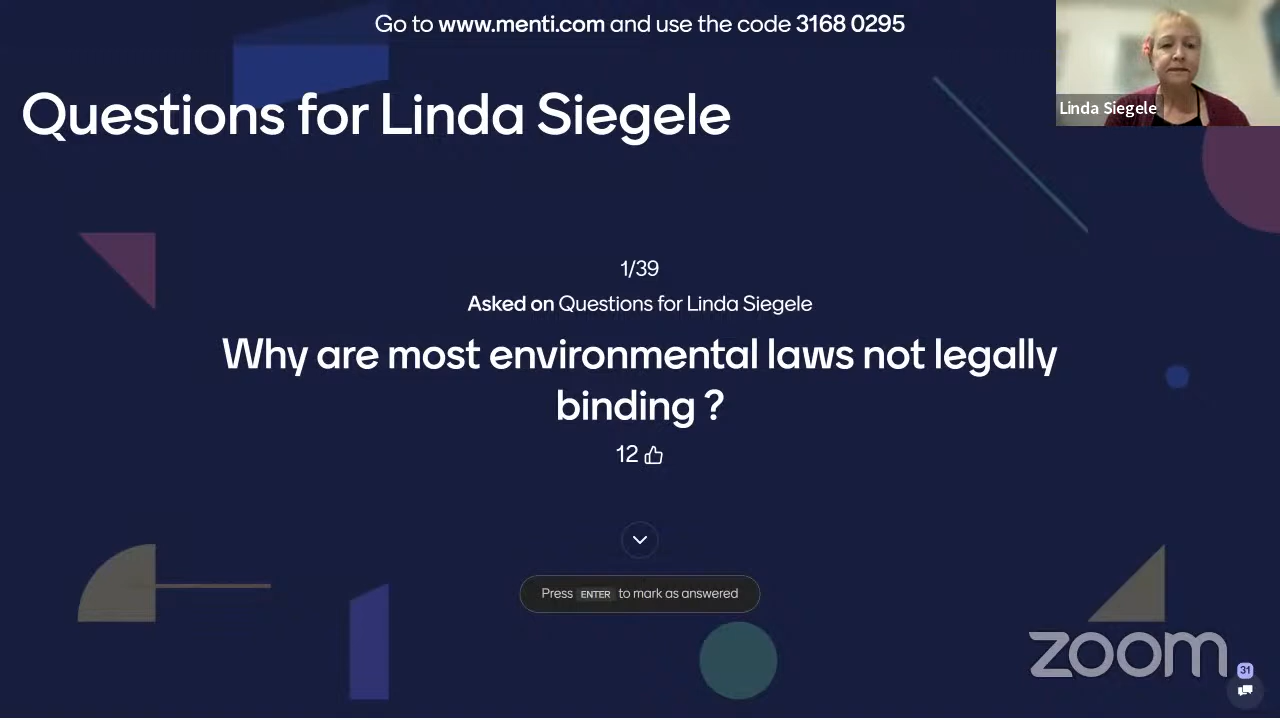 Go to www.menti.com and use the code 3168 0295
Linda Siegele
Questions for Linda Siegele
1/39
Asked on Questions for Linda Siegele
Why are most environmental laws not legally
binding ?
12
Press ENTER to mark as answered
zoom
31